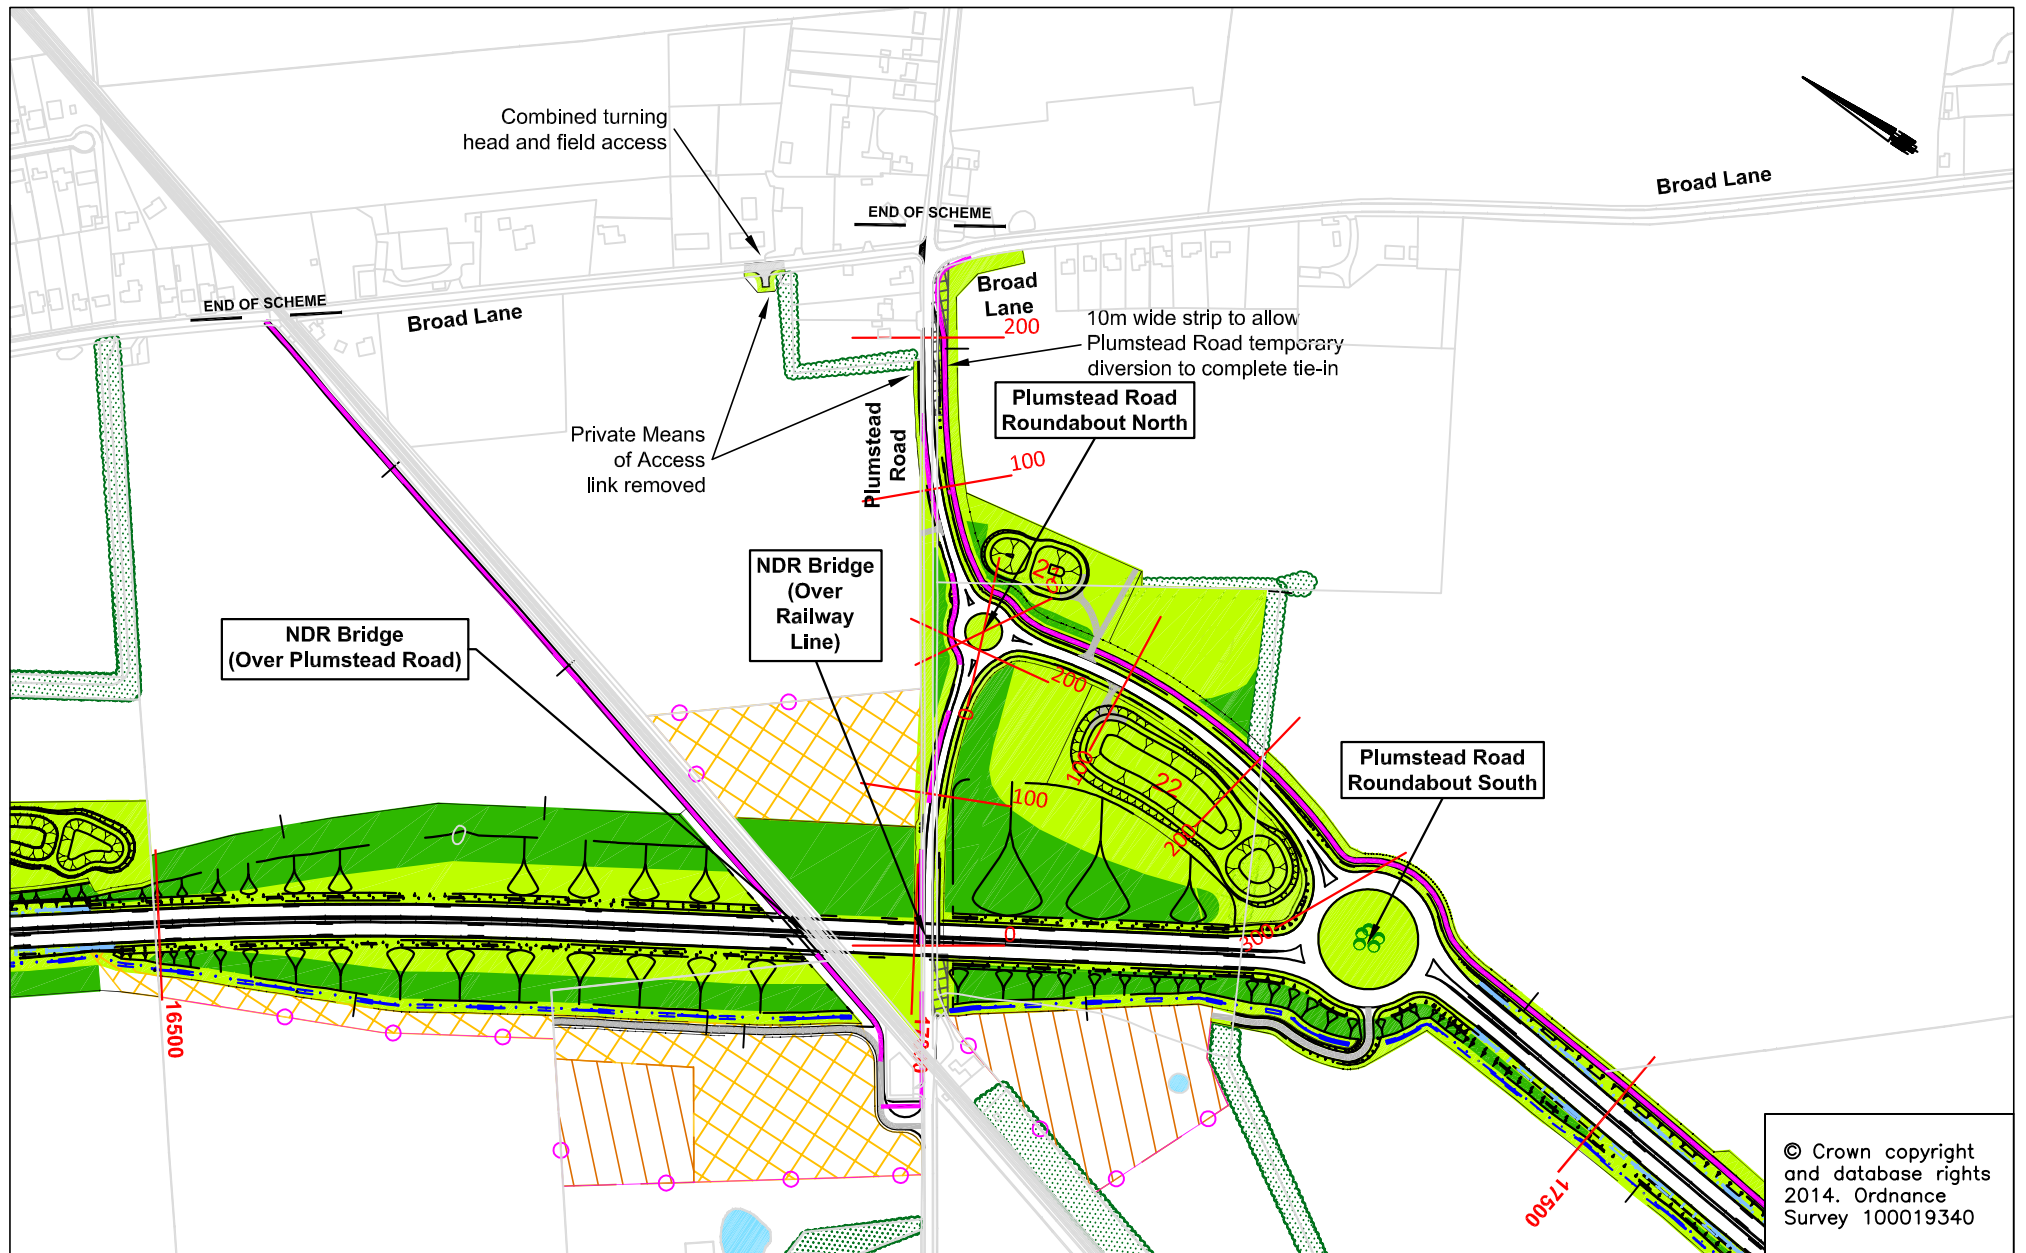 Combined turning
head and field access
END OF SCHEME
Broad Lane
END OF SCHEME
Broad Lane
Broad
Lane
200
10m wide strip to allow
Plumstead Road temporary
diversion to complete tie-in
Plumstead Road
Roundabout North
Private Means
of Access
link removed
Plumstead
Road
100
NDR Bridge
(Over
Railway
Line)
NDR Bridge
(Over Plumstead Road)
200
0
100
100
22
200
Plumstead Road
Roundabout South
0
300
16500
17500
© Crown copyright
and database rights
2014. Ordnance
Survey 100019340